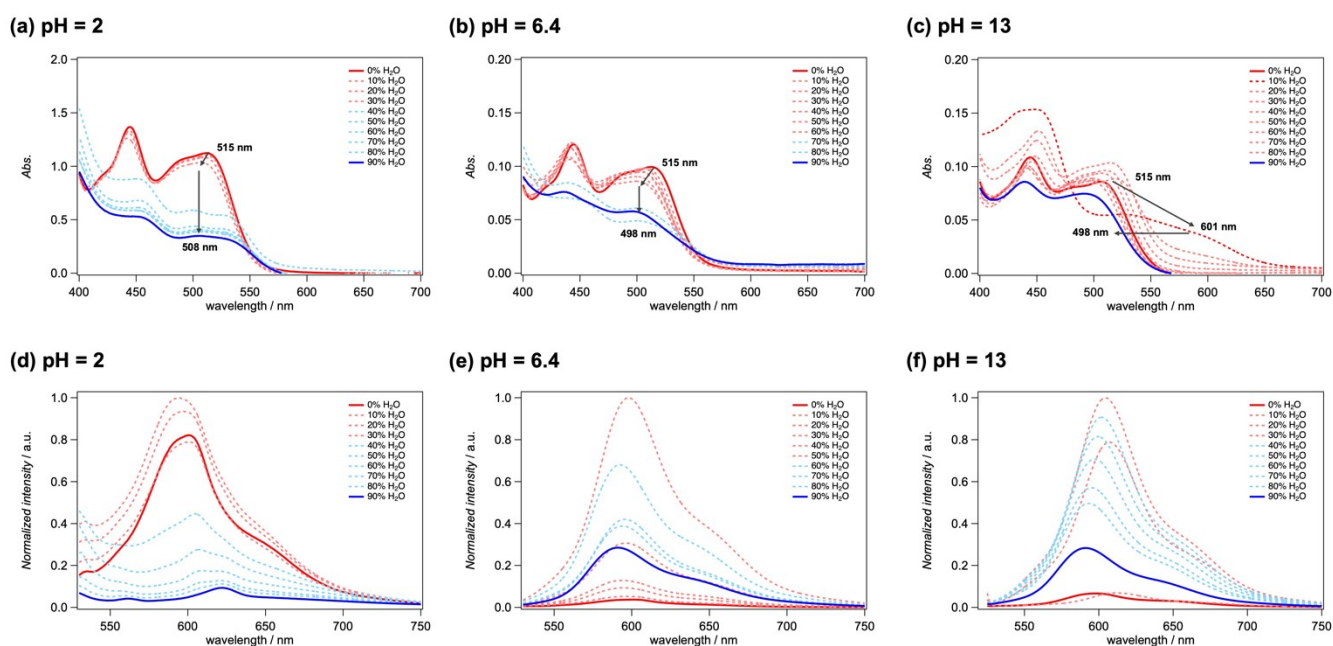 (a) pH = 2
(b) pH = 6.4
(c) pH = 13
2.0
1.5
1.0
0.5
0.0
Abs.
400 450 500 550 600 650 700
wavelength / nm
515 nm
508 nm
0% H₂O
10% H₂O
20% H₂O
30% H₂O
40% H₂O
50% H₂O
60% H₂O
70% H₂O
80% H₂O
90% H₂O
0.20
0.15
0.10
0.05
0.00
Abs.
400 450 500 550 600 650 700
wavelength / nm
515 nm
498 nm
0% H₂O
10% H₂O
20% H₂O
30% H₂O
40% H₂O
50% H₂O
60% H₂O
70% H₂O
80% H₂O
90% H₂O
0.20
0.15
0.10
0.05
0.00
Abs.
400 450 500 550 600 650 700
wavelength / nm
515 nm
601 nm
498 nm
0% H₂O
10% H₂O
20% H₂O
30% H₂O
40% H₂O
50% H₂O
60% H₂O
70% H₂O
80% H₂O
90% H₂O
(d) pH = 2
(e) pH = 6.4
(f) pH = 13
1.0
0.8
0.6
0.4
0.2
0.0
Normalized intensity / a.u.
550 600 650 700 750
wavelength / nm
0% H₂O
10% H₂O
20% H₂O
30% H₂O
40% H₂O
50% H₂O
60% H₂O
70% H₂O
80% H₂O
90% H₂O
1.0
0.8
0.6
0.4
0.2
0.0
Normalized intensity / a.u.
550 600 650 700 750
wavelength / nm
0% H₂O
10% H₂O
20% H₂O
30% H₂O
40% H₂O
50% H₂O
60% H₂O
70% H₂O
80% H₂O
90% H₂O
1.0
0.8
0.6
0.4
0.2
0.0
Normalized intensity / a.u.
550 600 650 700 750
wavelength / nm
0% H₂O
10% H₂O
20% H₂O
30% H₂O
40% H₂O
50% H₂O
60% H₂O
70% H₂O
80% H₂O
90% H₂O